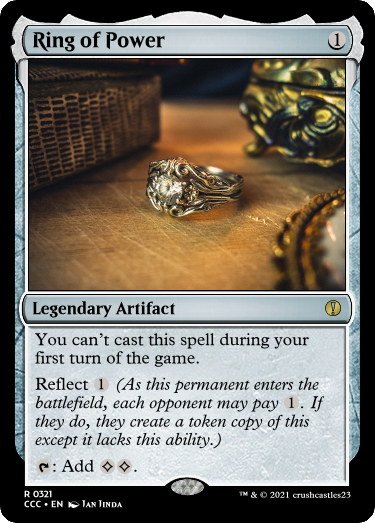 Ring of Power 1
Legendary Artifact
You can't cast this spell during your
first turn of the game.
Reflect 1 (As this permanent enters the
battlefield, each opponent may pay 1. If
they do, they create a token copy of this
except it lacks this ability.)
: Add
R 0321
CCC • EN Jan Jinda
™ & © 2021 crushcastles23